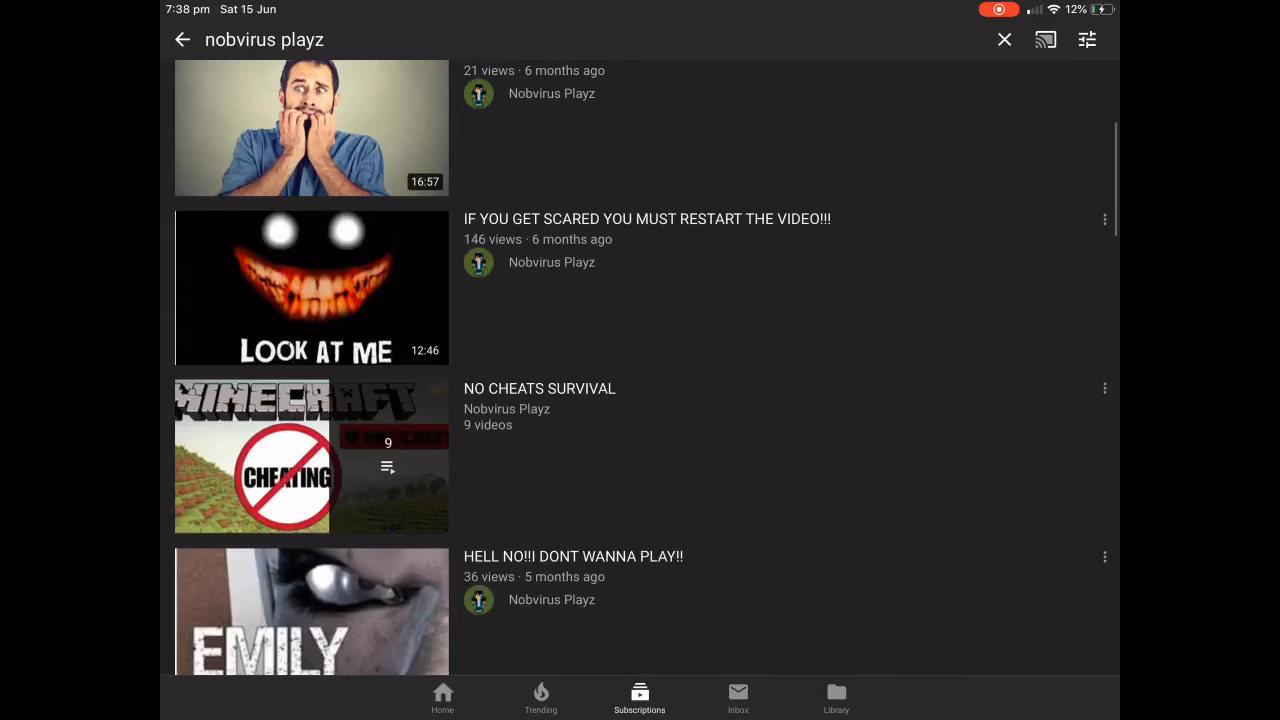 7:38 pm Sat 15 Jun
12%
nobvirus playz
21 views · 6 months ago
Nobvirus Playz
16:57
IF YOU GET SCARED YOU MUST RESTART THE VIDEO!!!
146 views · 6 months ago
Nobvirus Playz
LOOK AT ME
12:46
MINECRAFT
CHEATING
9
NO CHEATS SURVIVAL
Nobvirus Playz
9 videos
HELL NO!!I DONT WANNA PLAY!!
36 views · 5 months ago
Nobvirus Playz
EMILY
Home
Trending
Subscriptions
Inbox
Library